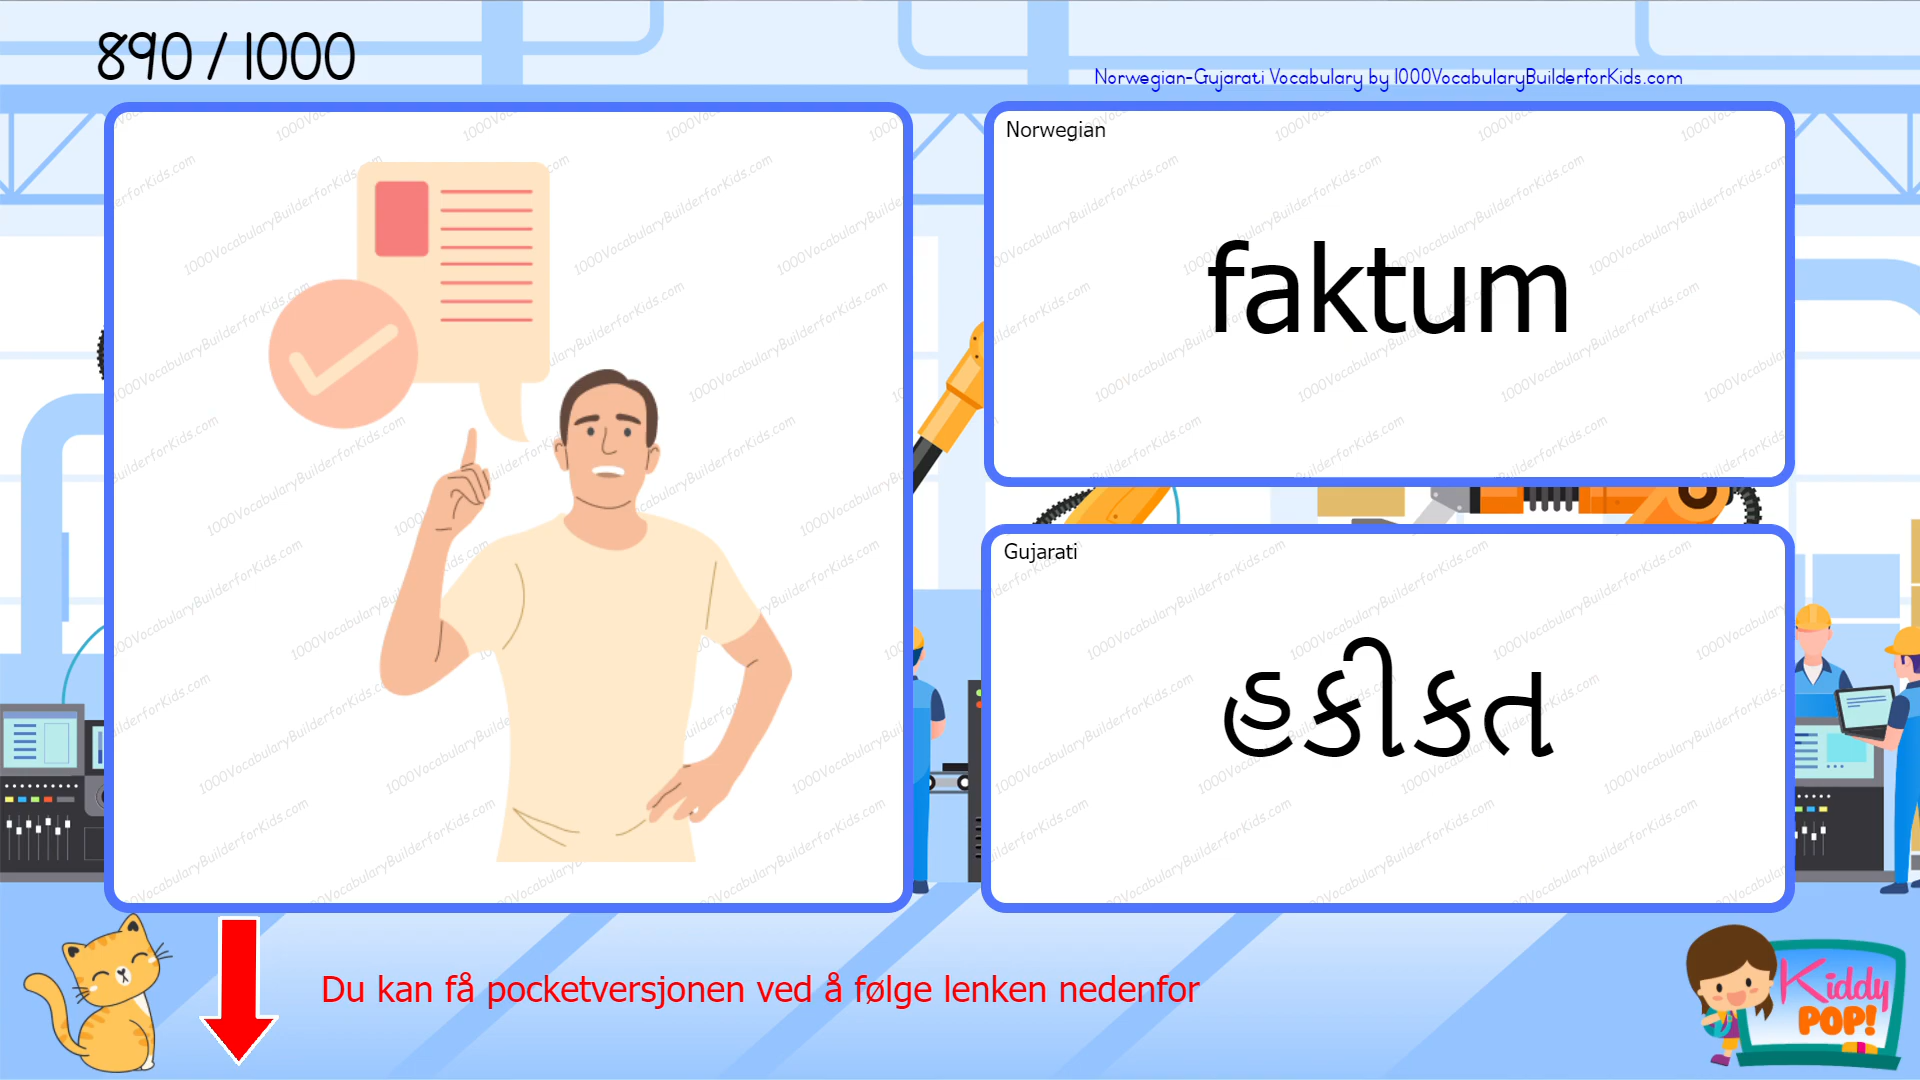 890 / 1000
Norwegian-Gujarati Vocabulary by 1000VocabularyBuilderforKids.com
Norwegian
faktum
Gujarati
હકીકત
Du kan få pocketversjonen ved å følge lenken nedenfor
Kiddy
POP!